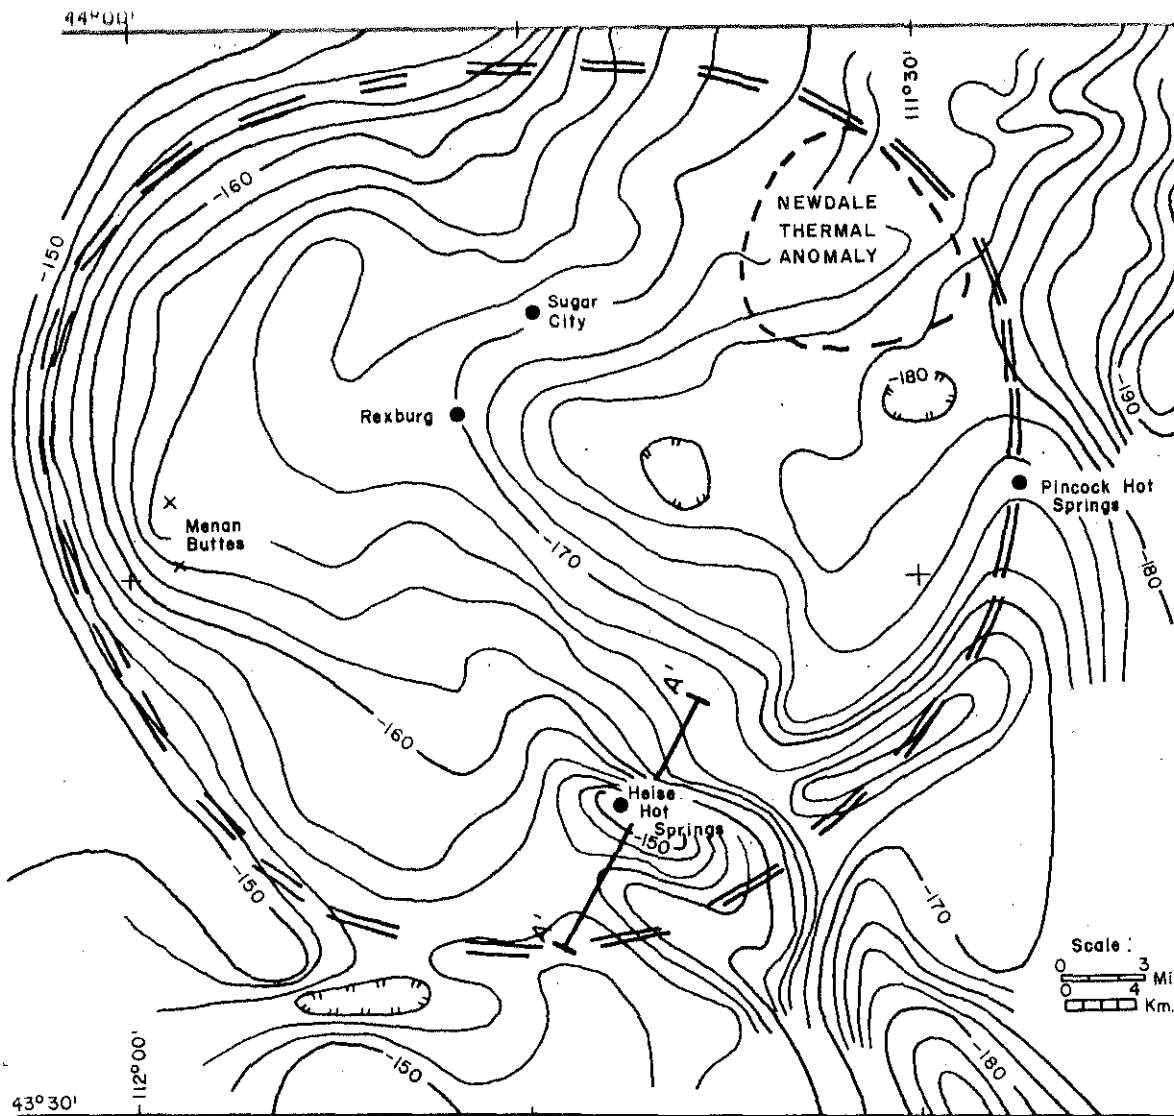 44°00'
111°30'
-160
-150
NEWDALE
THERMAL
ANOMALY
Sugar
City
-180
-190
Rexburg
Pincock Hot
Springs
Menan
Buttes
-170
-180
A'
-160
Heise
Hot
Springs
-150
-150
-170
A'
Scale :
0 3
Mi.
0 4
Km.
112°00'
-150
-180
43°30'